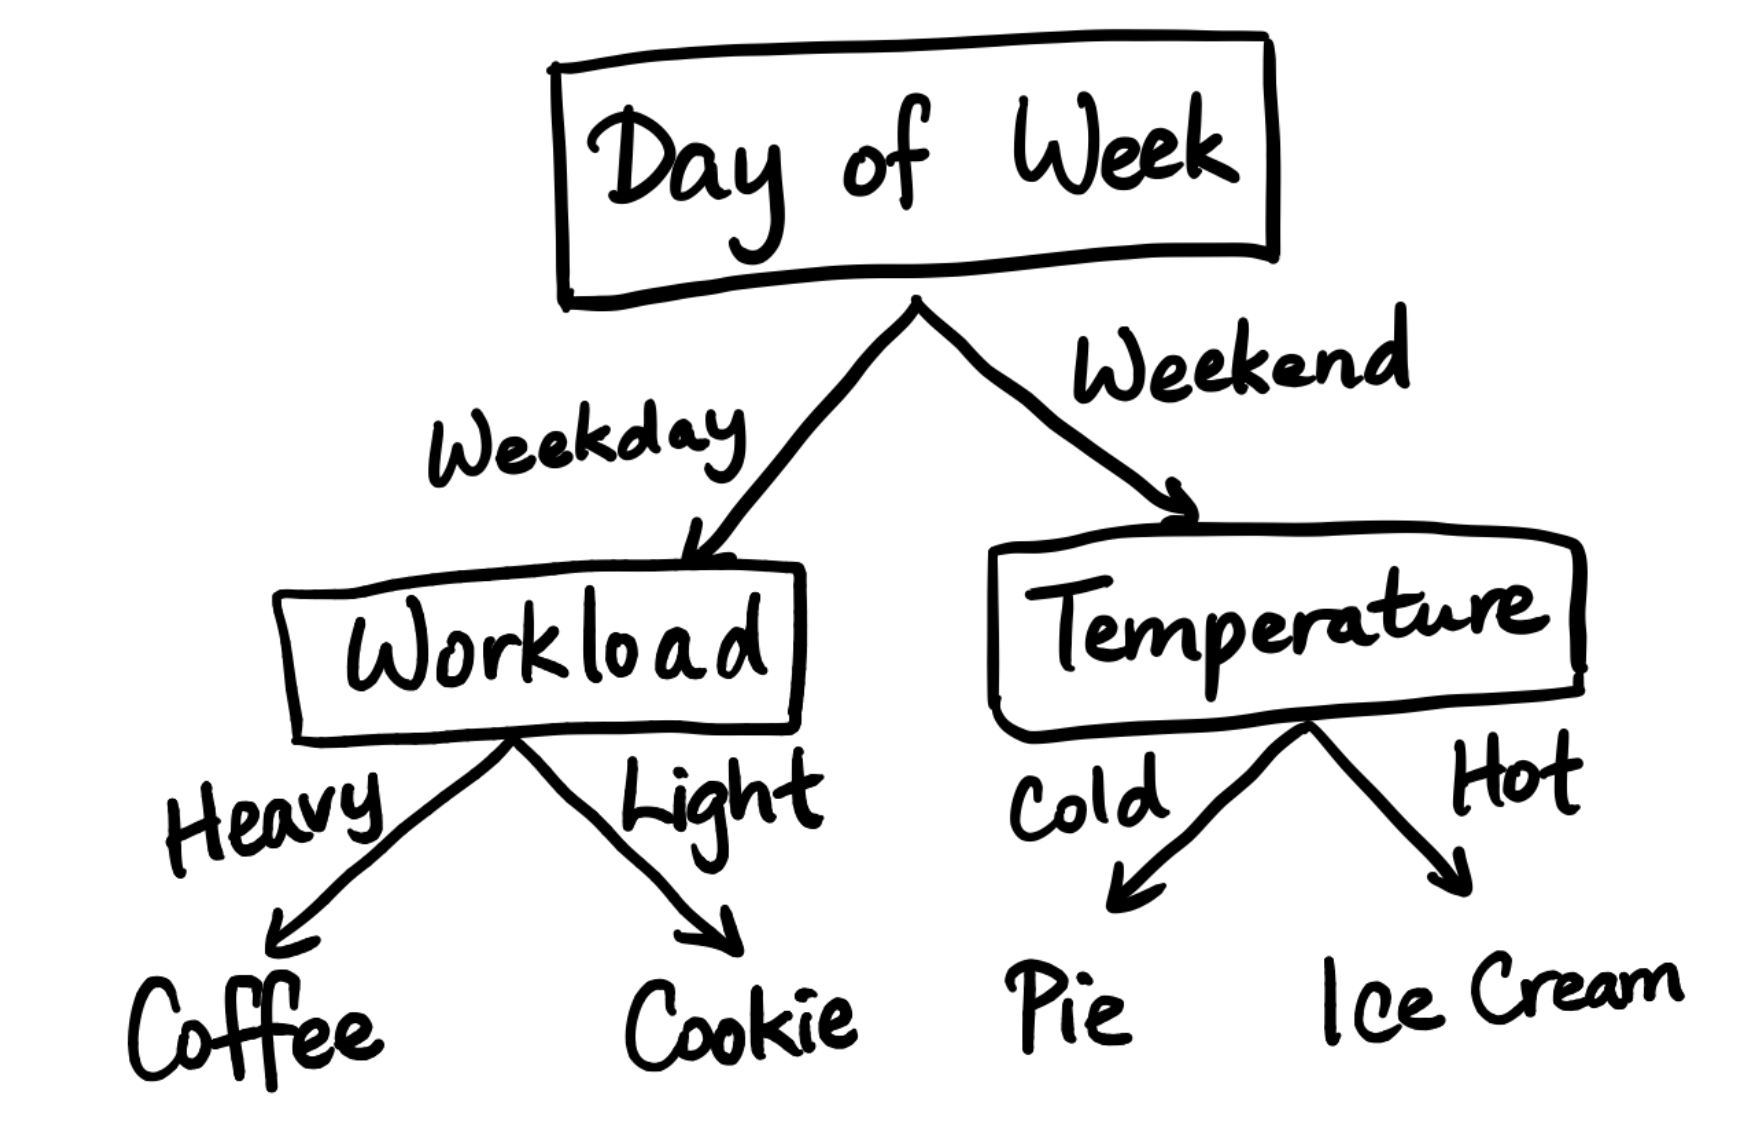 Day of Week
Weekday
Weekend
Workload
Temperature
Heavy
Light
Cold
Hot
Coffee
Cookie
Pie
Ice Cream